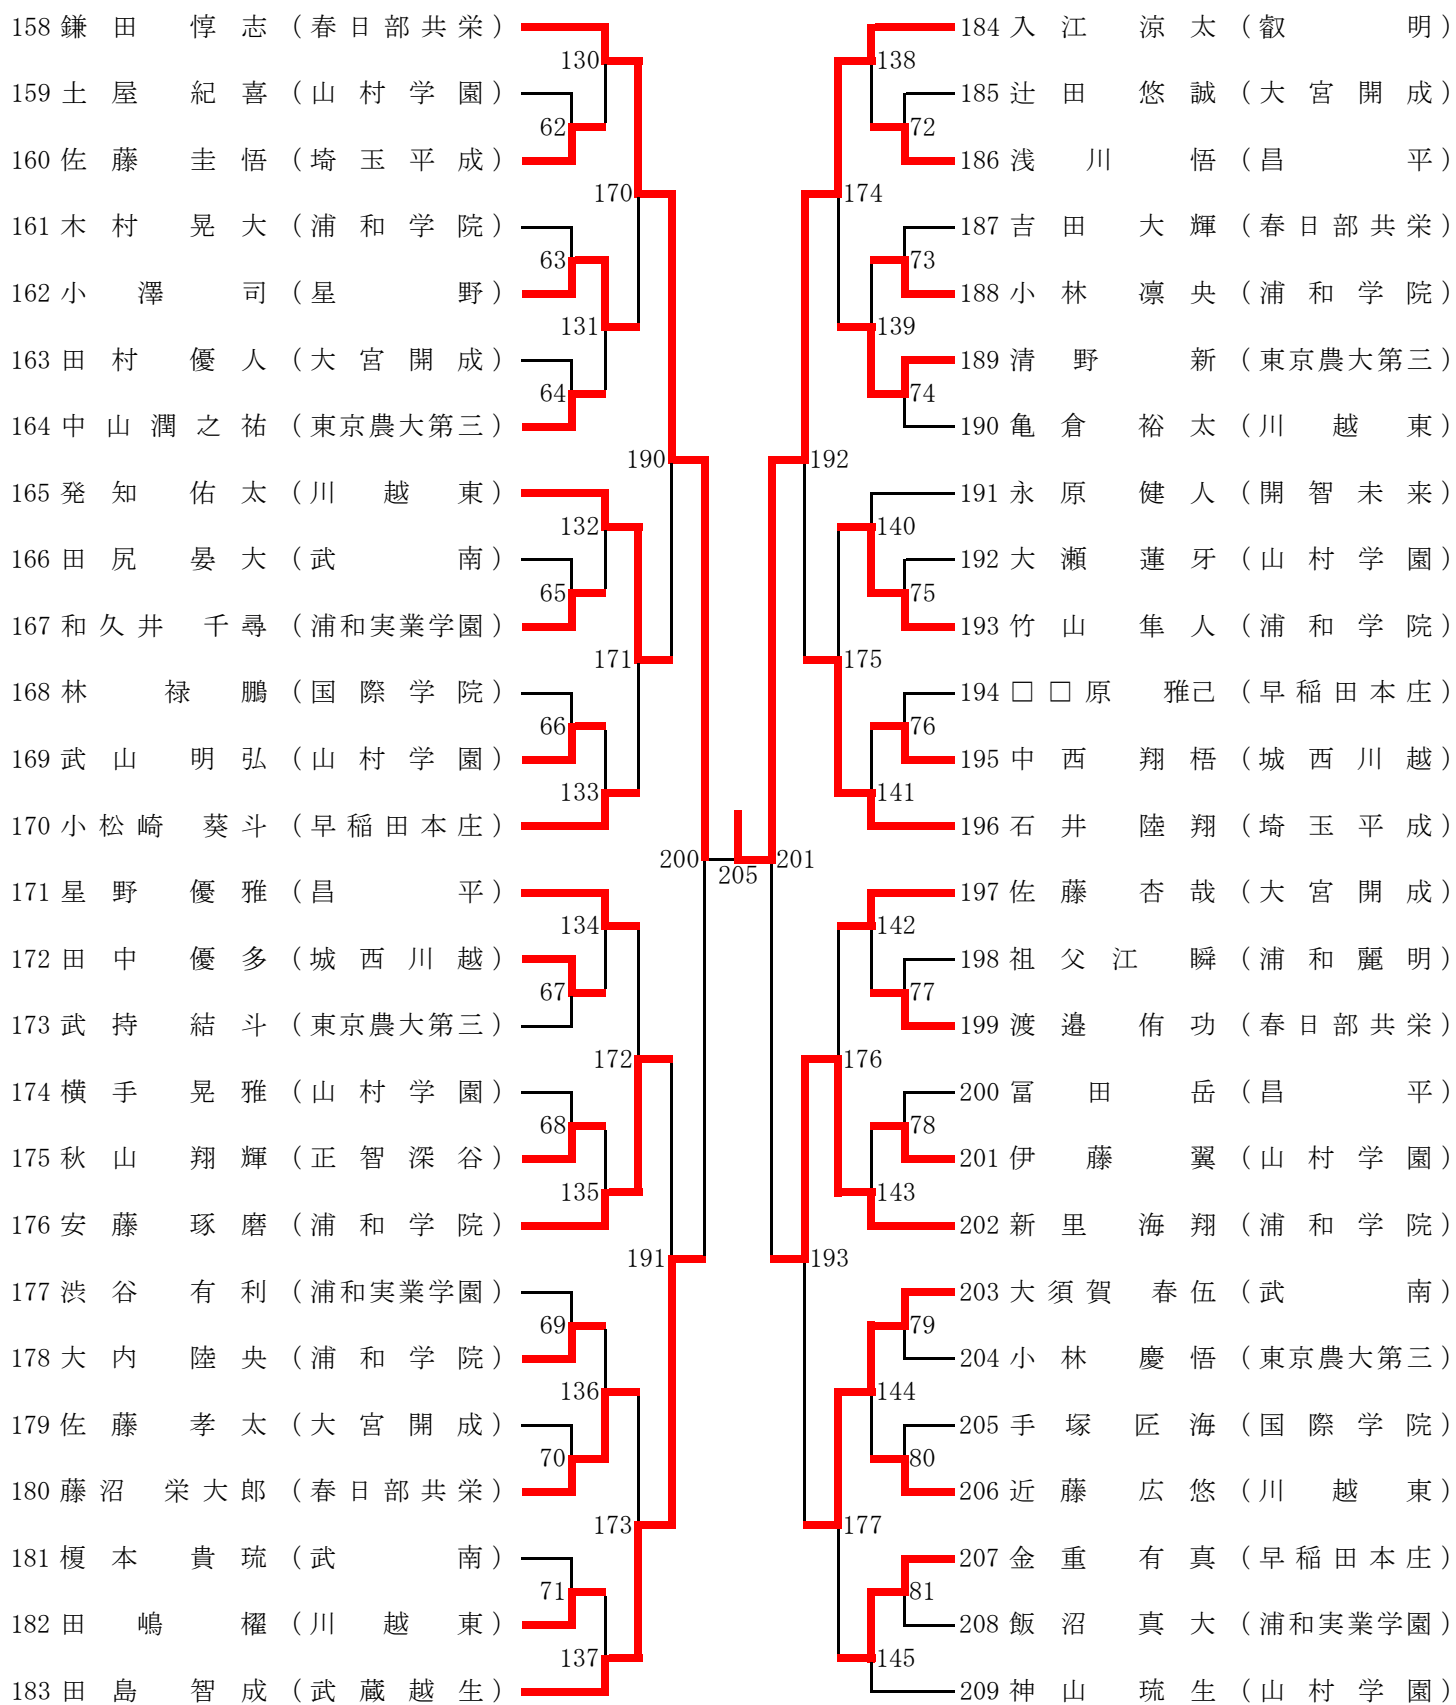 158 鎌田 惇志 （春日部共栄）
159 土屋 紀喜 （山村学園）
160 佐藤 圭悟 （埼玉平成）
161 木村 晃大 （浦和学院）
162 小澤 司 （星野）
163 田村 優人 （大宮開成）
164 中山潤之祐 （東京農大第三）
165 発知 佑太 （川越東）
166 田尻 晏大 （武南）
167 和久井 千尋 （浦和実業学園）
168 林 禄鵬 （国際学院）
169 武山 明弘 （山村学園）
170 小松崎 葵斗 （早稲田本庄）
171 星野 優雅 （昌平）
172 田中 優多 （城西川越）
173 武持 結斗 （東京農大第三）
174 横手 晃雅 （山村学園）
175 秋山 翔輝 （正智深谷）
176 安藤 琢磨 （浦和学院）
177 渋谷 有利 （浦和実業学園）
178 大内 陸央 （浦和学院）
179 佐藤 孝太 （大宮開成）
180 藤沼 栄大郎 （春日部共栄）
181 榎本 貴琉 （武南）
182 田嶋 櫂 （川越東）
183 田島 智成 （武蔵越生）
130
62
170
63
131
64
190
132
65
171
66
133
200
134
67
172
68
135
191
69
136
70
173
71
137
205
201
138
72
174
73
139
74
192
140
75
175
76
141
142
77
176
78
143
193
79
144
80
177
81
145
184 入江 涼太 （叡明）
185 辻田 悠誠 （大宮開成）
186 浅川 悟 （昌平）
187 吉田 大輝 （春日部共栄）
188 小林 凛央 （浦和学院）
189 清野 新 （東京農大第三）
190 亀倉 裕太 （川越東）
191 永原 健人 （開智未来）
192 大瀬 蓮牙 （山村学園）
193 竹山 隼人 （浦和学院）
194 □□原 雅己 （早稲田本庄）
195 中西 翔梧 （城西川越）
196 石井 陸翔 （埼玉平成）
197 佐藤 杏哉 （大宮開成）
198 祖父江 瞬 （浦和麗明）
199 渡邉 侑功 （春日部共栄）
200 冨田 岳 （昌平）
201 伊藤 翼 （山村学園）
202 新里 海翔 （浦和学院）
203 大須賀 春伍 （武南）
204 小林 慶悟 （東京農大第三）
205 手塚 匠海 （国際学院）
206 近藤 広悠 （川越東）
207 金重 有真 （早稲田本庄）
208 飯沼 真大 （浦和実業学園）
209 神山 琉生 （山村学園）